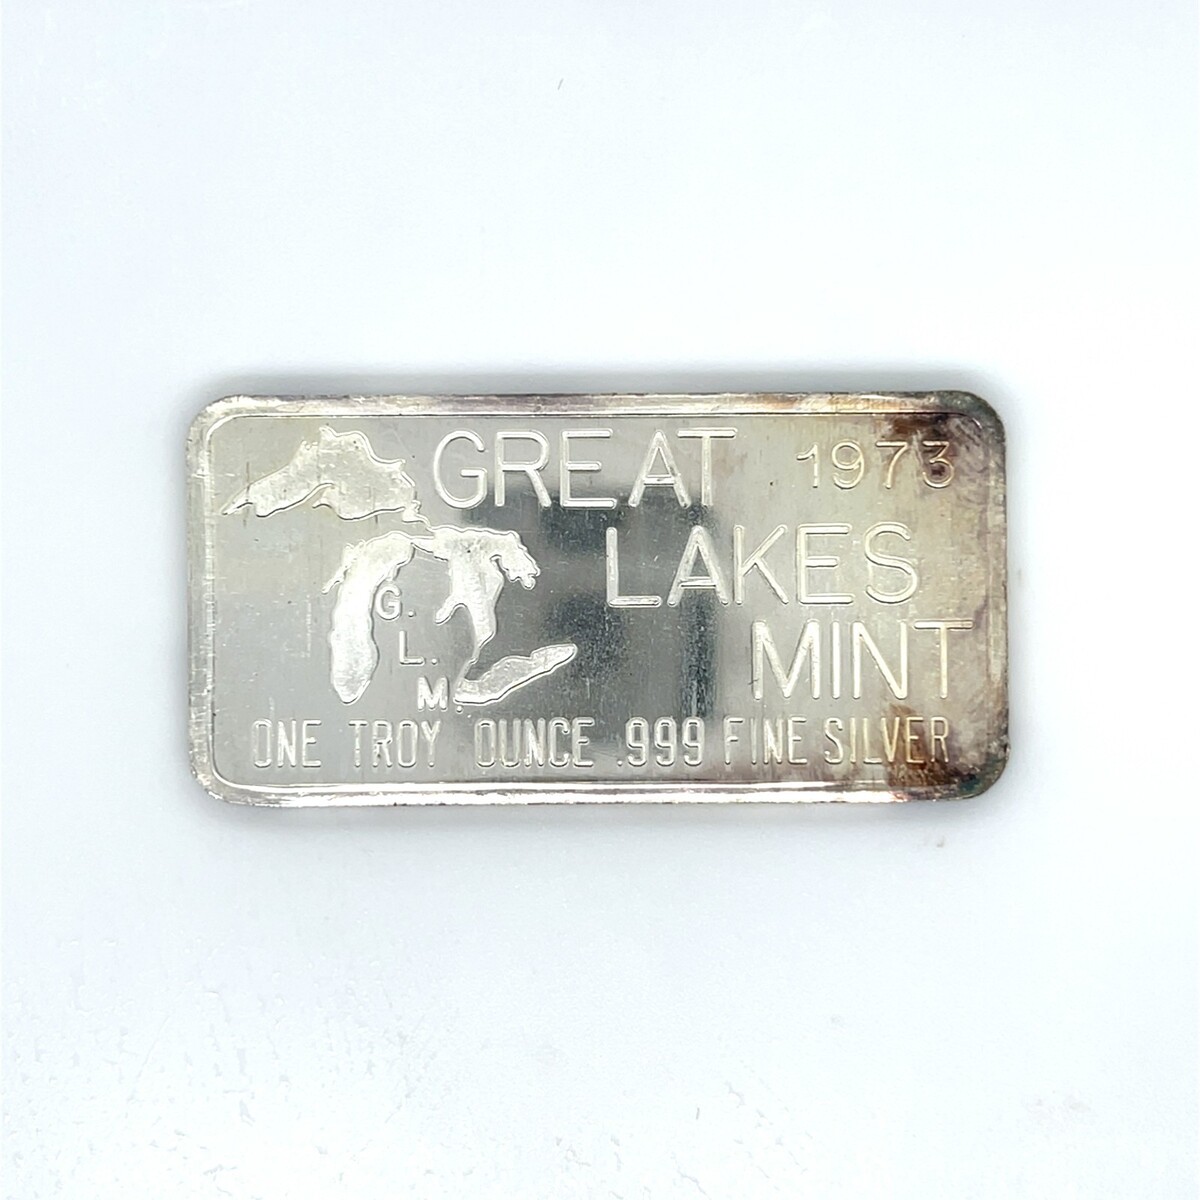 GREAT 1973
LAKES
MINT
G.
L.
M.
ONE TROY OUNCE .999 FINE SILVER